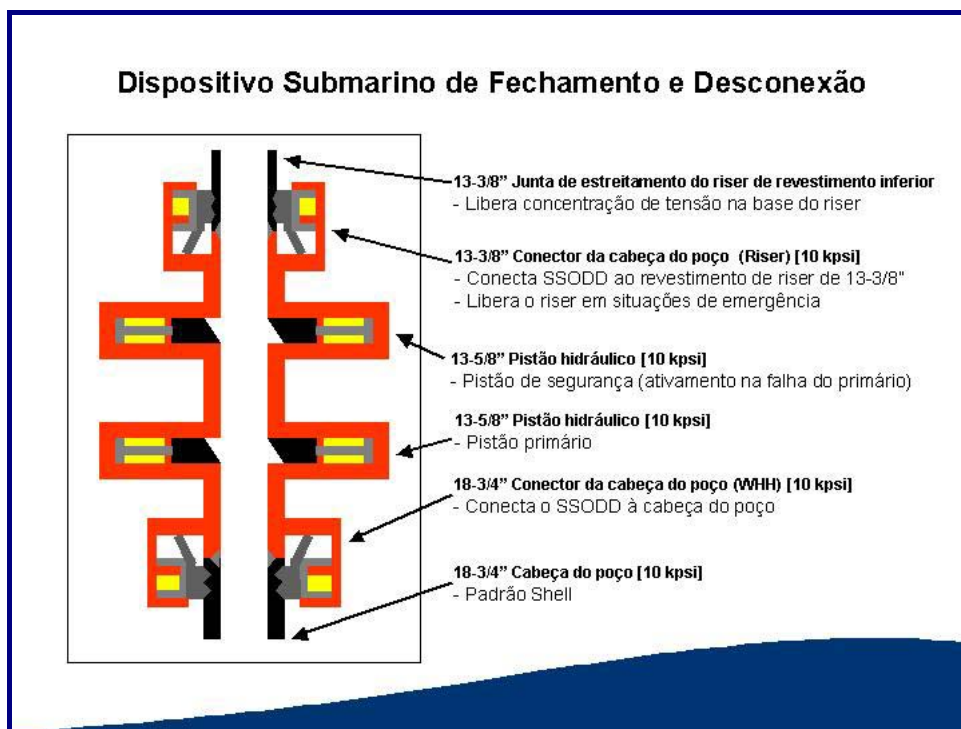 Dispositivo Submarino de Fechamento e Desconexão
13-3/8” Junta de estreitamento do riser de revestimento inferior
- Libera concentração de tensão na base do riser
13-3/8” Conector da cabeça do poço (Riser) [10 kpsi]
- Conecta SSODD ao revestimento de riser de 13-3/8”
- Libera o riser em situações de emergência
13-5/8” Pistão hidráulico [10 kpsi]
- Pistão de segurança (ativamento na falha do primário)
13-5/8” Pistão hidráulico [10 kpsi]
- Pistão primário
18-3/4” Conector da cabeça do poço (WHH) [10 kpsi]
- Conecta o SSODD à cabeça do poço
18-3/4” Cabeça do poço [10 kpsi]
- Padrão Shell